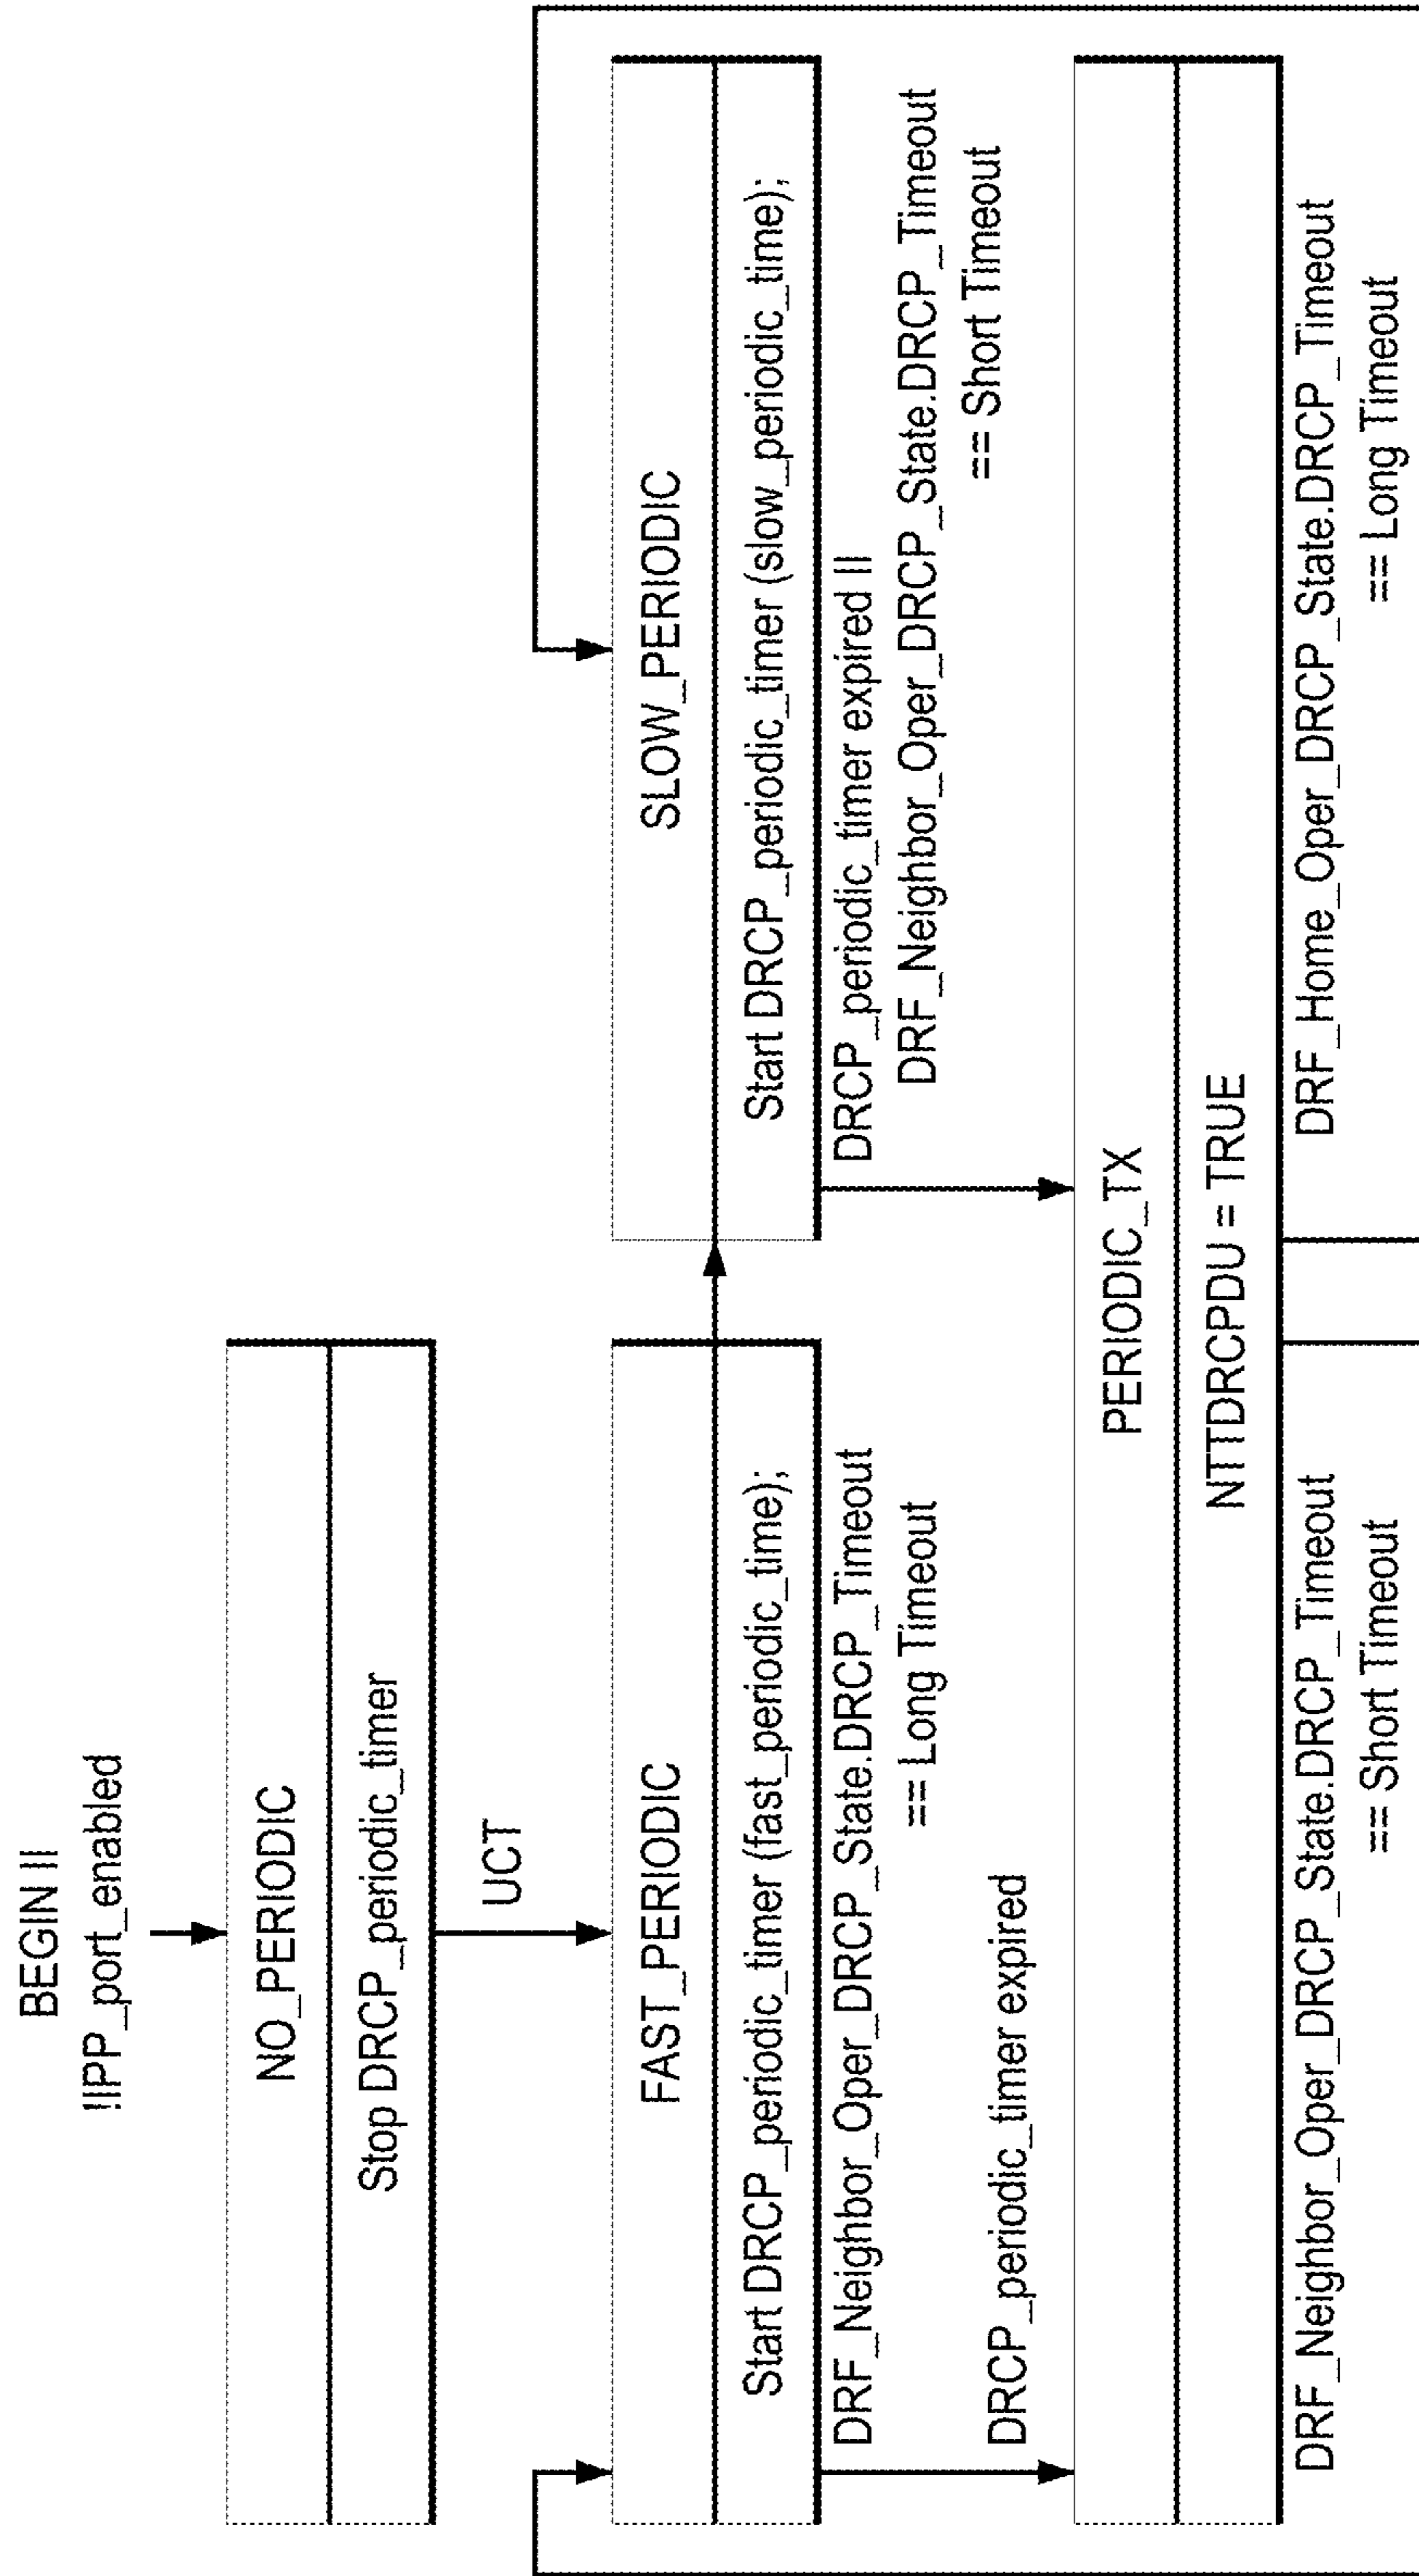 BEGIN ||
!IPP_port_enabled
NO_PERIODIC
Stop DRCP_periodic_timer
UCT
FAST_PERIODIC
Start DRCP_periodic_timer (fast_periodic_time);
DRF_Neighbor_Oper_DRCP_State.DRCP_Timeout
== Long Timeout
DRCP_periodic_timer expired
SLOW_PERIODIC
Start DRCP_periodic_timer (slow_periodic_time);
DRCP_periodic_timer expired ||
DRF_Neighbor_Oper_DRCP_State.DRCP_Timeout
== Short Timeout
PERIODIC_TX
NTTDRCPDU = TRUE
DRF_Neighbor_Oper_DRCP_State.DRCP_Timeout
== Short Timeout
DRF_Home_Oper_DRCP_State.DRCP_Timeout
== Long Timeout